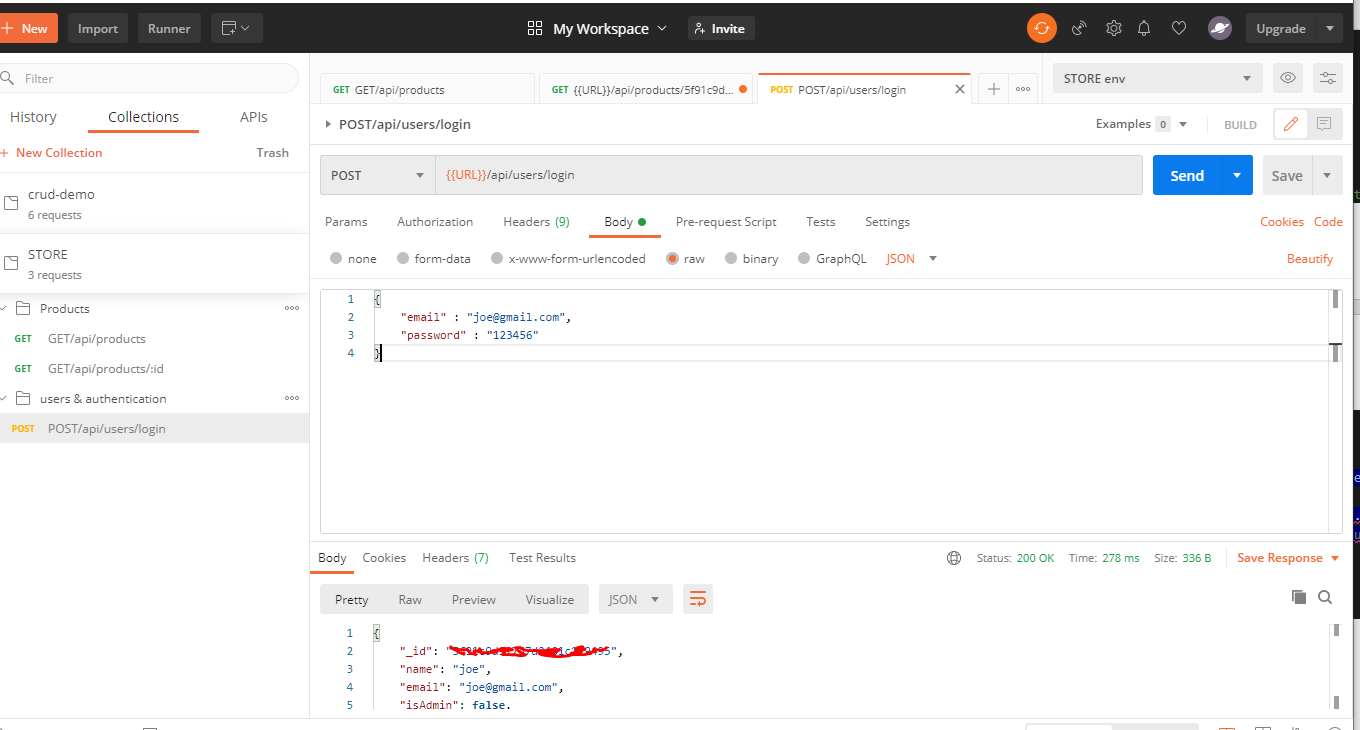 + New Import Runner My Workspace Invite Upgrade
Filter
History Collections APIs
+ New Collection Trash
crud-demo
6 requests
STORE
3 requests
Products
GET GET/api/products
GET GET/api/products/:id
users & authentication
POST POST/api/users/login
GET GET/api/products GET {{URL}}/api/products/5f91c9d... POST POST/api/users/login STORE env
POST/api/users/login Examples 0 BUILD
POST {{URL}}/api/users/login Send Save
Params Authorization Headers (9) Body Pre-request Script Tests Settings Cookies Code
none form-data x-www-form-urlencoded raw binary GraphQL JSON Beautify
1 {
2 "email" : "joe@gmail.com",
3 "password" : "123456"
4 }
Body Cookies Headers (7) Test Results Status: 200 OK Time: 278 ms Size: 336 B Save Response
Pretty Raw Preview Visualize JSON
1 {
2 "_id": "
3 "name": "joe",
4 "email": "joe@gmail.com",
5 "isAdmin": false,